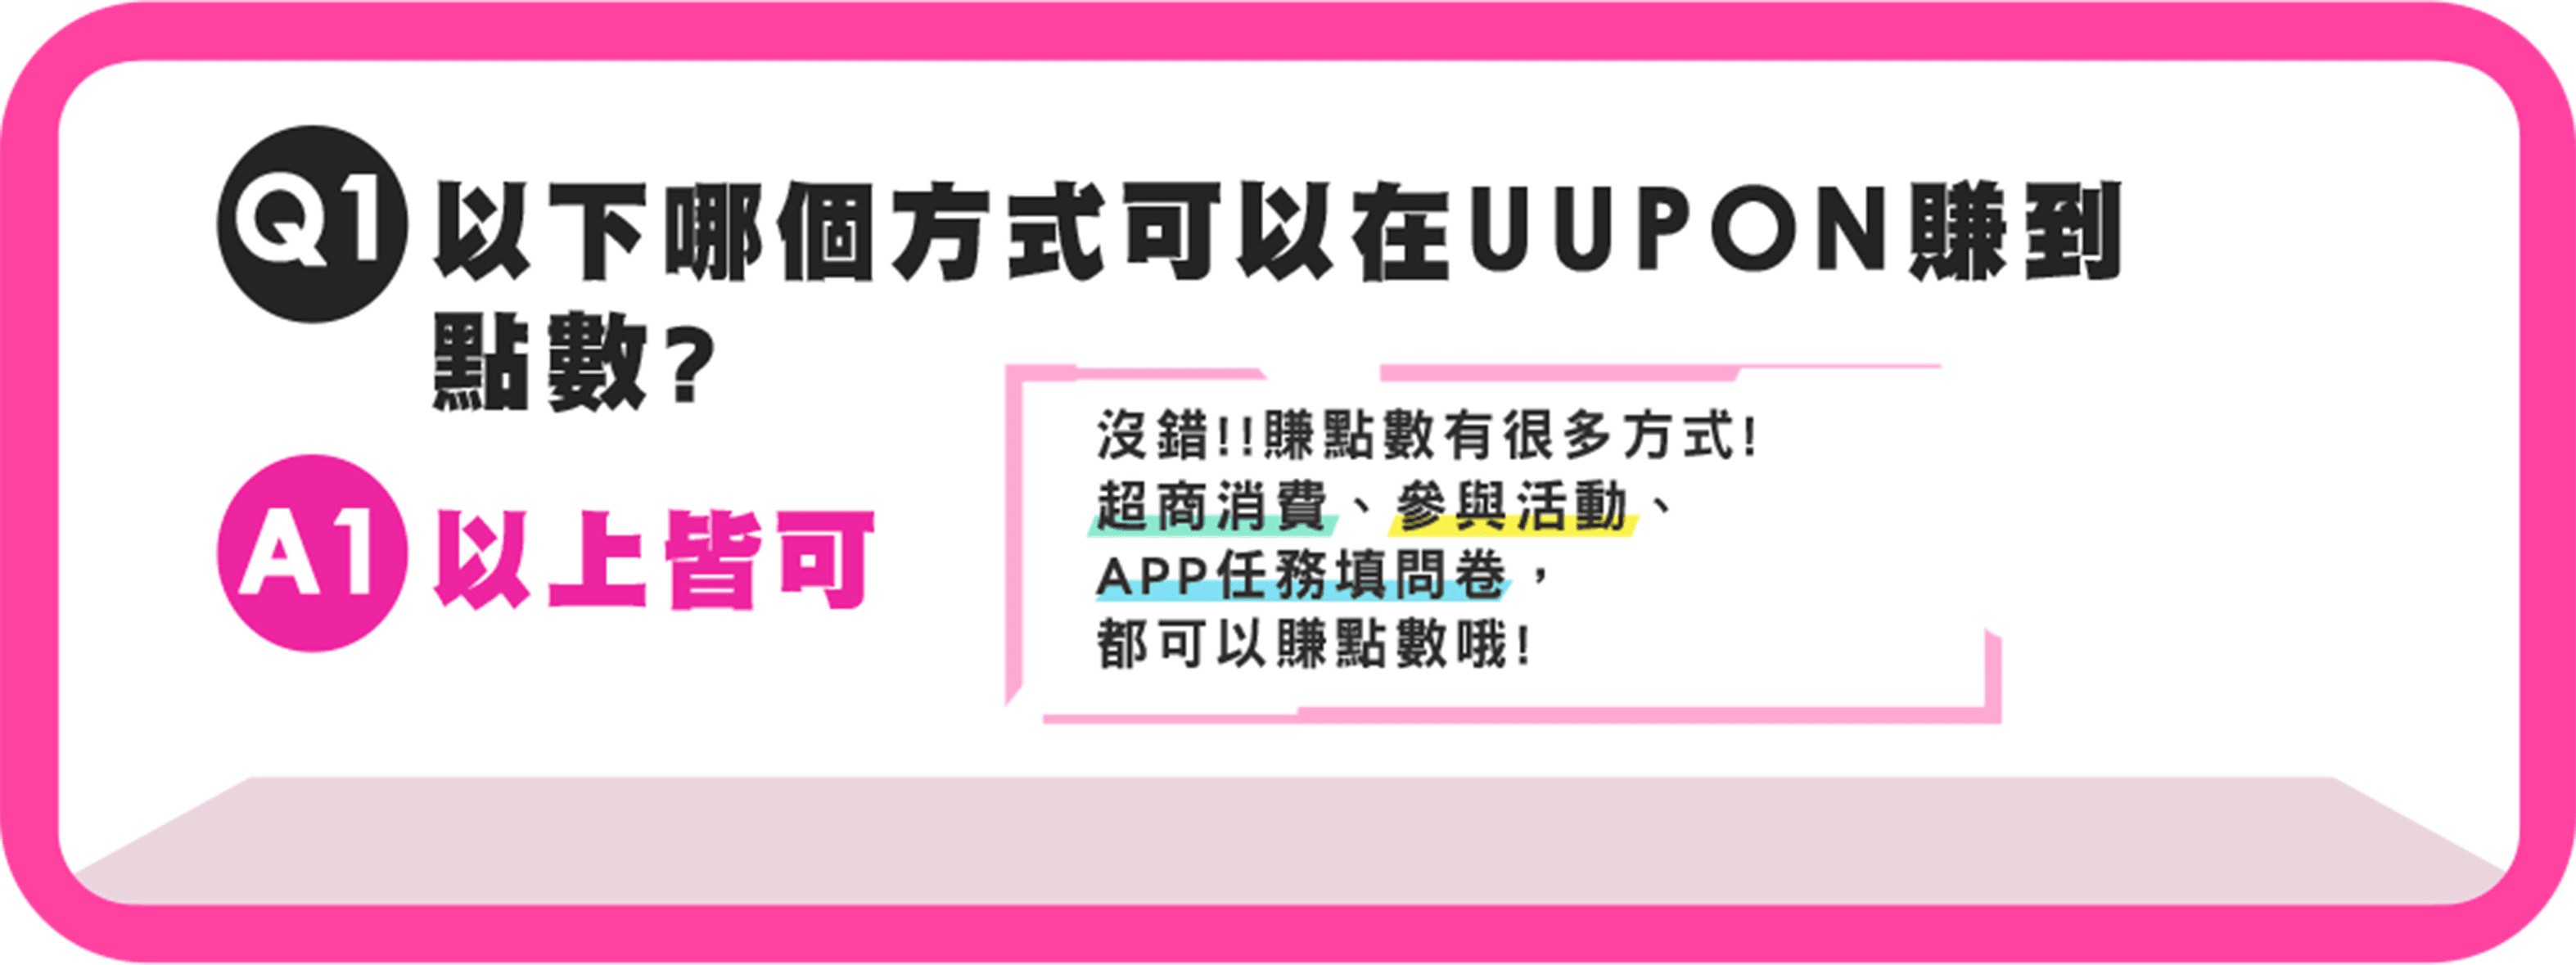 Q1 以下哪個方式可以在UUPON賺到
點數?
A1 以上皆可
沒錯!!賺點數有很多方式!
超商消費、參與活動、
APP任務填問卷，
都可以賺點數哦!